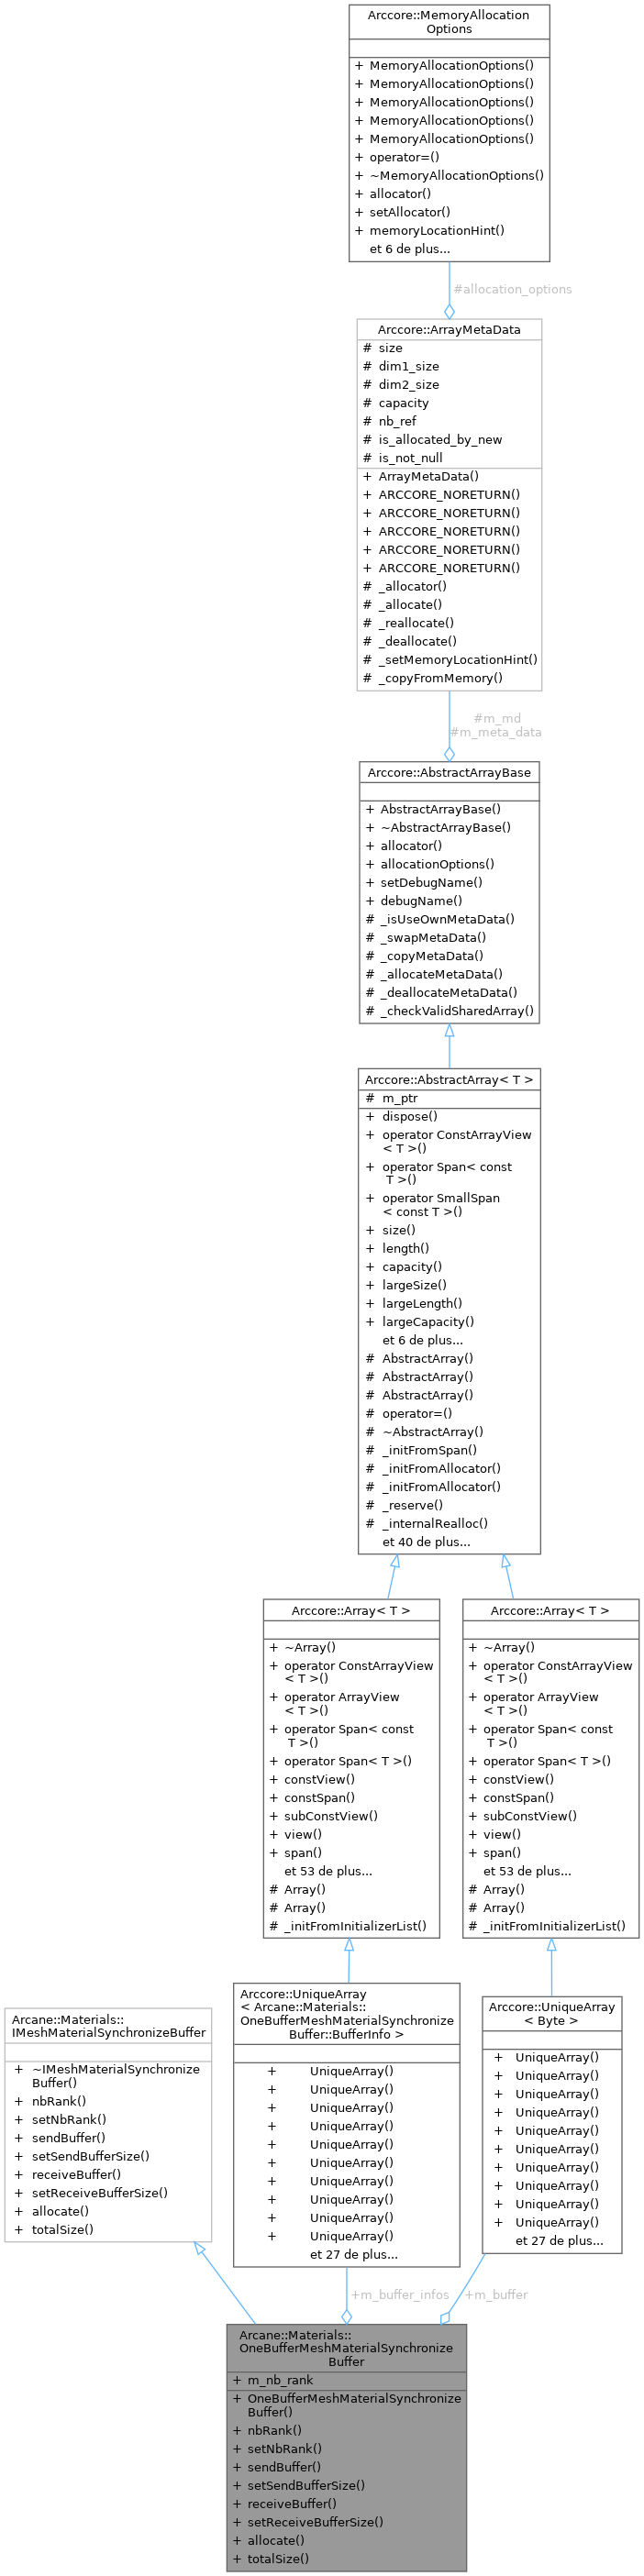 Arccore::MemoryAllocation
Options
+ MemoryAllocationOptions()
+ MemoryAllocationOptions()
+ MemoryAllocationOptions()
+ MemoryAllocationOptions()
+ MemoryAllocationOptions()
+ operator=()
+ ~MemoryAllocationOptions()
+ allocator()
+ setAllocator()
+ memoryLocationHint()
et 6 de plus...
#allocation_options
Arccore::ArrayMetaData
# size
# dim1_size
# dim2_size
# capacity
# nb_ref
# is_allocated_by_new
# is_not_null
+ ArrayMetaData()
+ ARCCORE_NORETURN()
+ ARCCORE_NORETURN()
+ ARCCORE_NORETURN()
+ ARCCORE_NORETURN()
+ ARCCORE_NORETURN()
# _allocator()
# _allocate()
# _reallocate()
# _deallocate()
# _setMemoryLocationHint()
# _copyFromMemory()
#m_md
#m_meta_data
Arccore::AbstractArrayBase
+ AbstractArrayBase()
+ ~AbstractArrayBase()
+ allocator()
+ allocationOptions()
+ setDebugName()
+ debugName()
# _isUseOwnMetaData()
# _swapMetaData()
# _copyMetaData()
# _allocateMetaData()
# _deallocateMetaData()
# _checkValidSharedArray()
Arccore::AbstractArray< T >
# m_ptr
+ dispose()
+ operator ConstArrayView
< T >()
+ operator Span< const
T >()
+ operator SmallSpan
< const T >()
+ size()
+ length()
+ capacity()
+ largeSize()
+ largeLength()
+ largeCapacity()
et 6 de plus...
# AbstractArray()
# AbstractArray()
# AbstractArray()
# operator=()
# ~AbstractArray()
# _initFromSpan()
# _initFromAllocator()
# _initFromAllocator()
# _reserve()
# _internalRealloc()
et 40 de plus...
Arccore::Array< T >
+ ~Array()
+ operator ConstArrayView
< T >()
+ operator ArrayView
< T >()
+ operator Span< const
T >()
+ operator Span< T >()
+ constView()
+ constSpan()
+ subConstView()
+ view()
+ span()
et 53 de plus...
# Array()
# Array()
# _initFromInitializerList()
Arccore::Array< T >
+ ~Array()
+ operator ConstArrayView
< T >()
+ operator ArrayView
< T >()
+ operator Span< const
T >()
+ operator Span< T >()
+ constView()
+ constSpan()
+ subConstView()
+ view()
+ span()
et 53 de plus...
# Array()
# Array()
# _initFromInitializerList()
Arcane::Materials::
IMeshMaterialSynchronizeBuffer
+ ~IMeshMaterialSynchronize
Buffer()
+ nbRank()
+ setNbRank()
+ sendBuffer()
+ setSendBufferSize()
+ receiveBuffer()
+ setReceiveBufferSize()
+ allocate()
+ totalSize()
Arccore::UniqueArray
< Arcane::Materials::
OneBufferMeshMaterialSynchronize
Buffer::BufferInfo >
+ UniqueArray()
+ UniqueArray()
+ UniqueArray()
+ UniqueArray()
+ UniqueArray()
+ UniqueArray()
+ UniqueArray()
+ UniqueArray()
+ UniqueArray()
+ UniqueArray()
et 27 de plus...
Arccore::UniqueArray
< Byte >
+ UniqueArray()
+ UniqueArray()
+ UniqueArray()
+ UniqueArray()
+ UniqueArray()
+ UniqueArray()
+ UniqueArray()
+ UniqueArray()
+ UniqueArray()
+ UniqueArray()
et 27 de plus...
+m_buffer_infos
+m_buffer
Arcane::Materials::
OneBufferMeshMaterialSynchronize
Buffer
+ m_nb_rank
+ OneBufferMeshMaterialSynchronize
Buffer()
+ nbRank()
+ setNbRank()
+ sendBuffer()
+ setSendBufferSize()
+ receiveBuffer()
+ setReceiveBufferSize()
+ allocate()
+ totalSize()